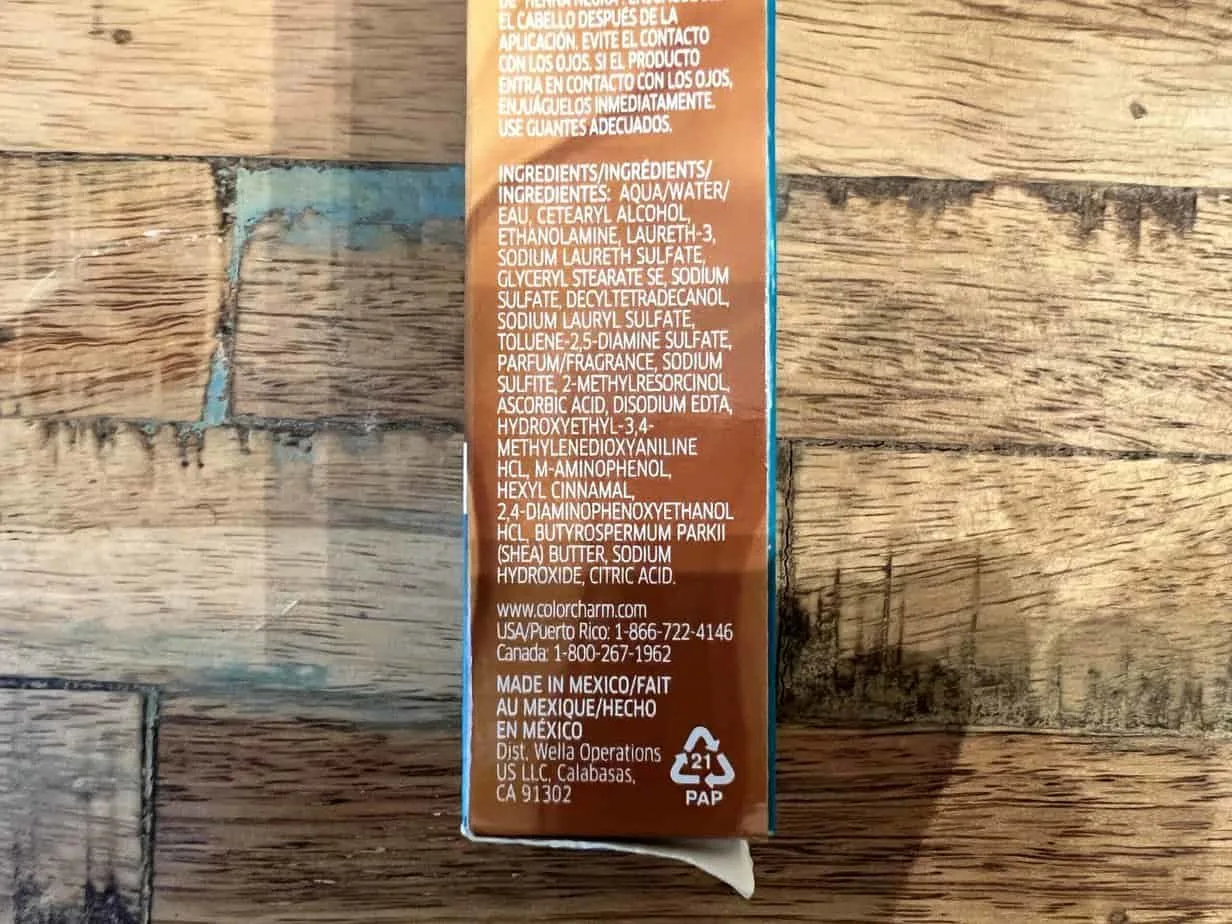 EL CABELLO DESPUÉS DE LA
APLICACIÓN. EVITE EL CONTACTO
CON LOS OJOS. SI EL PRODUCTO
ENTRA EN CONTACTO CON LOS OJOS,
ENJUÁGUELOS INMEDIATAMENTE.
USE GUANTES ADECUADOS.
INGREDIENTS/INGRÉDIENTS/
INGREDIENTES: AQUA/WATER/
EAU, CETEARYL ALCOHOL,
ETHANOLAMINE, LAURETH-3,
SODIUM LAURETH SULFATE,
GLYCERYL STEARATE SE, SODIUM
SULFATE, DECYLTETRADECANOL,
SODIUM LAURYL SULFATE,
TOLUENE-2,5-DIAMINE SULFATE,
PARFUM/FRAGRANCE, SODIUM
SULFITE, 2-METHYLRESORCINOL,
ASCORBIC ACID, DISODIUM EDTA,
HYDROXYETHYL-3,4-
METHYLENEDIOXYANILINE
HCL, M-AMINOPHENOL,
HEXYL CINNAMAL,
2,4-DIAMINOPHENOXYETHANOL
HCL, BUTYROSPERMUM PARKII
(SHEA) BUTTER, SODIUM
HYDROXIDE, CITRIC ACID.
www.colorcharm.com
USA/Puerto Rico: 1-866-722-4146
Canada: 1-800-267-1962
MADE IN MEXICO/FAIT
AU MEXIQUE/HECHO
EN MÉXICO
Dist. Wella Operations
US LLC, Calabasas,
CA 91302
21
PAP